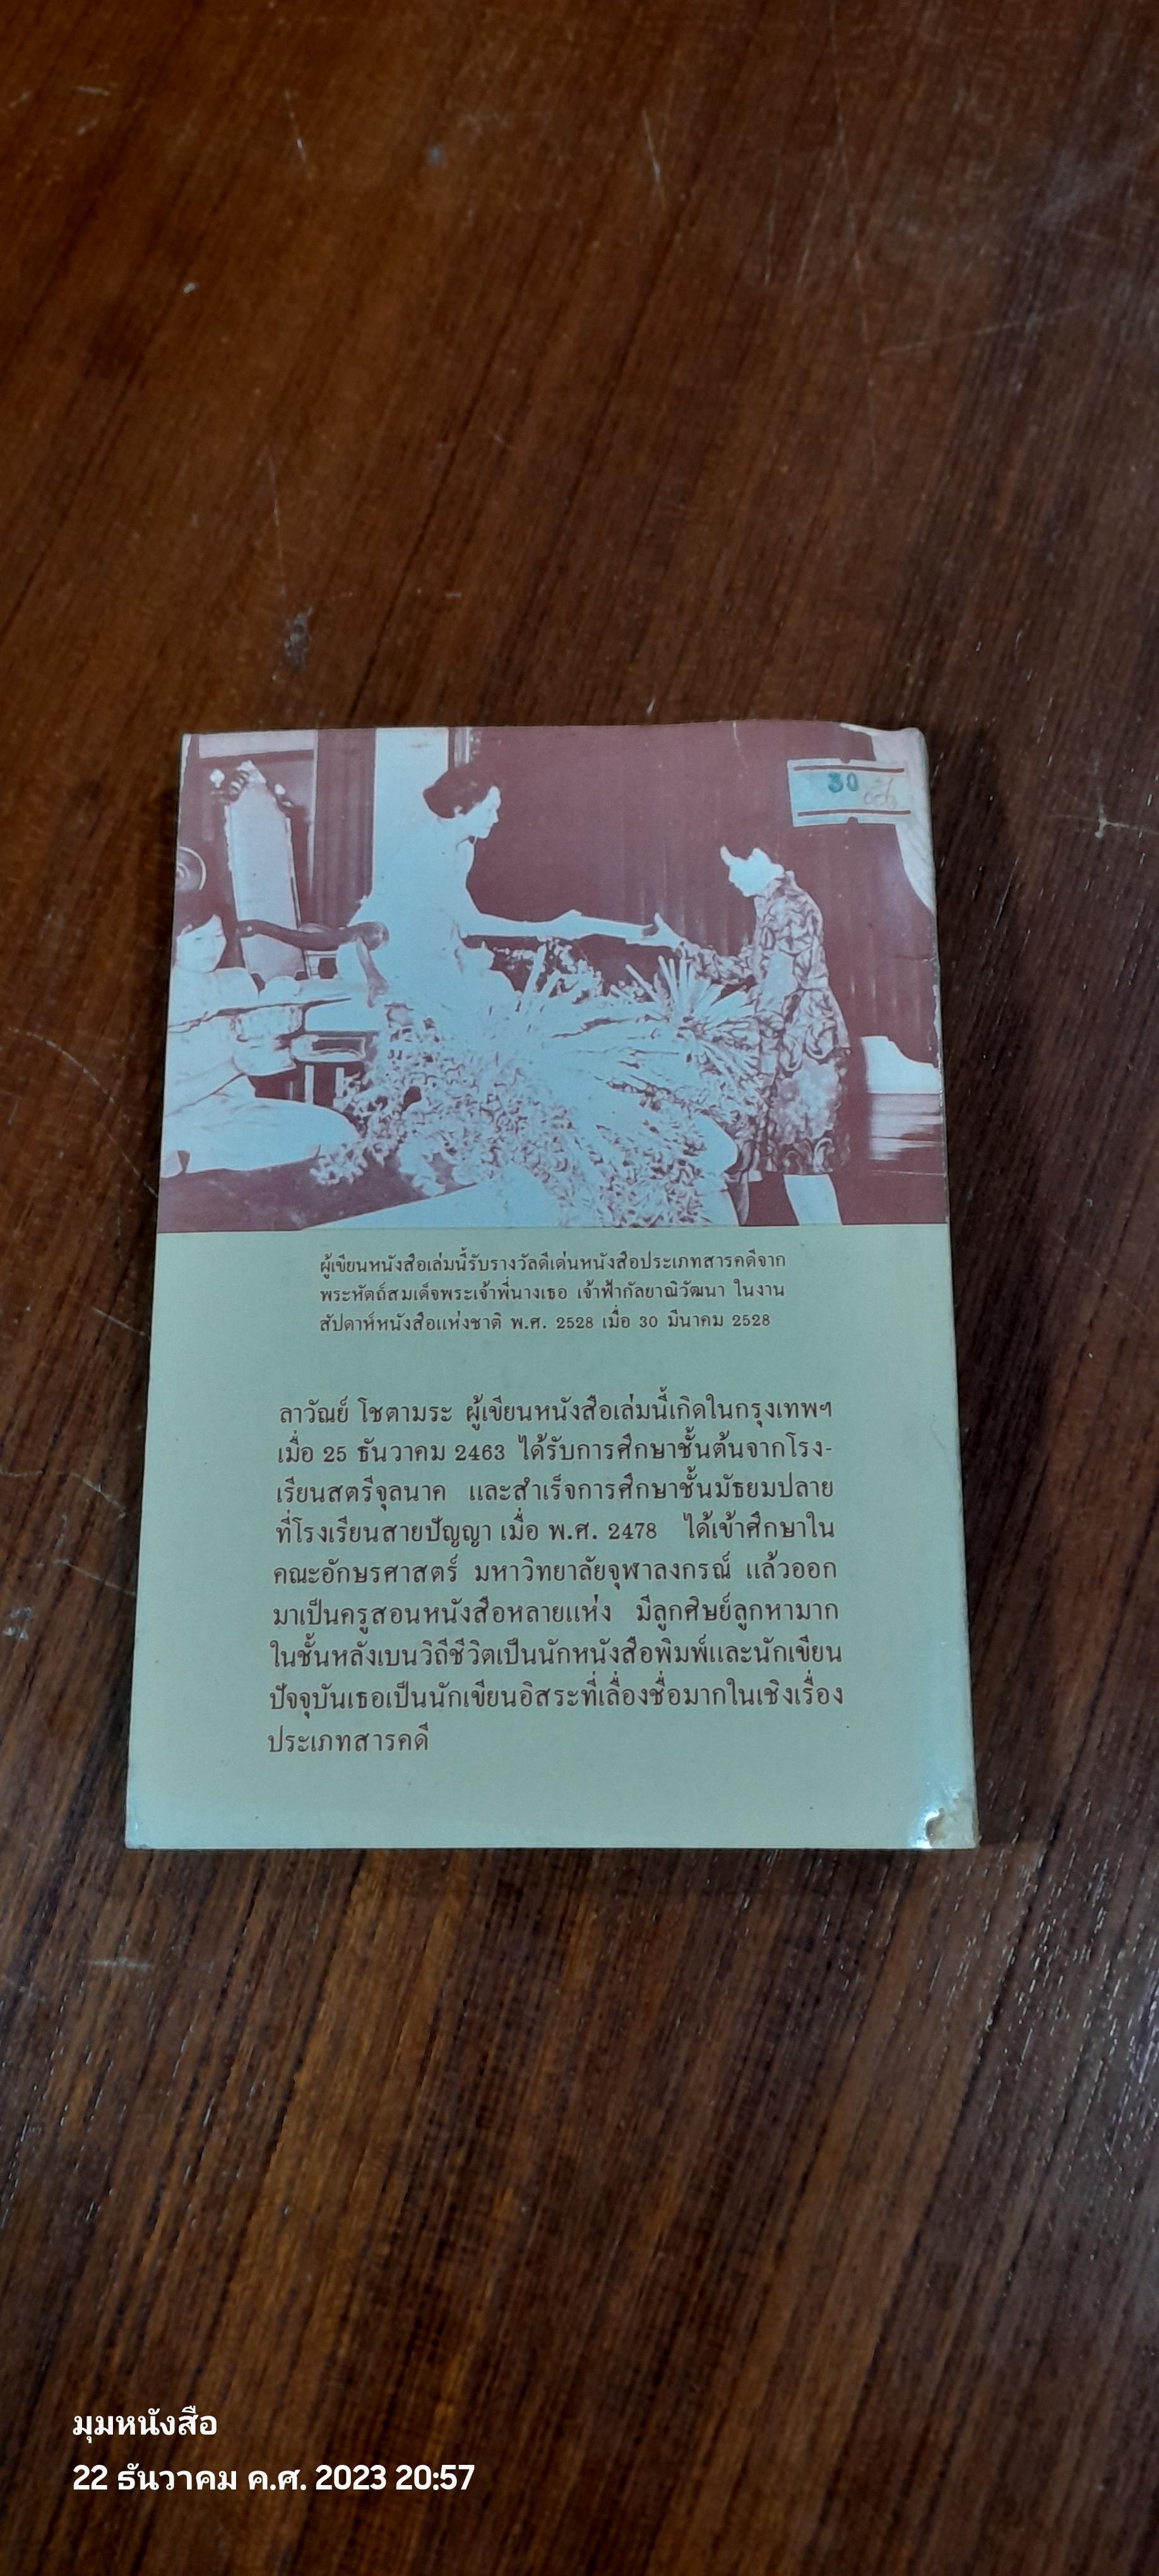 30
ผู้เขียนหนังสือเล่มนี้รับรางวัลดีเด่นหนังสือประเภทสารคดีจาก
พระหัตถ์สมเด็จพระเจ้าพี่นางเธอ เจ้าฟ้ากัลยาณิวัฒนา ในงาน
สัปดาห์หนังสือแห่งชาติ พ.ศ. 2528 เมื่อ 30 มีนาคม 2528
ลาวัณย์ โชตามระ ผู้เขียนหนังสือเล่มนี้เกิดในกรุงเทพฯ
เมื่อ 25 ธันวาคม 2463 ได้รับการศึกษาชั้นต้นจากโรง-
เรียนสตรีจุลนาค และสำเร็จการศึกษาชั้นมัธยมปลาย
ที่โรงเรียนสายปัญญา เมื่อ พ.ศ. 2478 ได้เข้าศึกษาใน
คณะอักษรศาสตร์ มหาวิทยาลัยจุฬาลงกรณ์ แล้วออก
มาเป็นครูสอนหนังสือหลายแห่ง มีลูกศิษย์ลูกหามาก
ในชั้นหลังเบนวิถีชีวิตเป็นนักหนังสือพิมพ์และนักเขียน
ปัจจุบันเธอเป็นนักเขียนอิสระที่เลื่องชื่อมากในเชิงเรื่อง
ประเภทสารคดี
มุมหนังสือ
22 ธันวาคม ค.ศ. 2023 20:57